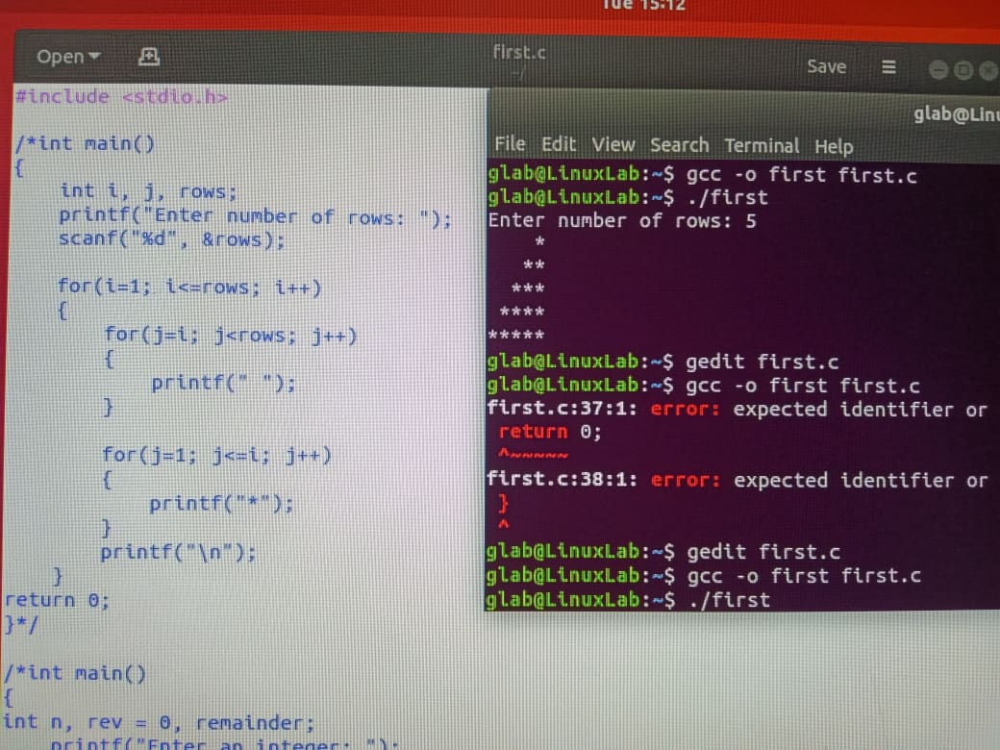 Tue 15:12
Open
first.c
~/
Save
#include <stdio.h>
/*int main()
{
int i, j, rows;
printf("Enter number of rows: ");
scanf("%d", &rows);
for(i=1; i<=rows; i++)
{
for(j=i; j<rows; j++)
{
printf(" ");
}
for(j=1; j<=i; j++)
{
printf("*");
}
printf("\n");
}
return 0;
}*/
/*int main()
{
int n, rev = 0, remainder;
printf("Enter an integer: ");
glab@Linu
File Edit View Search Terminal Help
glab@LinuxLab:~$ gcc -o first first.c
glab@LinuxLab:~$ ./first
Enter number of rows: 5
*
**
***
****
*****
glab@LinuxLab:~$ gedit first.c
glab@LinuxLab:~$ gcc -o first first.c
first.c:37:1: error: expected identifier or
return 0;
^~~~~~
first.c:38:1: error: expected identifier or
}
^
glab@LinuxLab:~$ gedit first.c
glab@LinuxLab:~$ gcc -o first first.c
glab@LinuxLab:~$ ./first